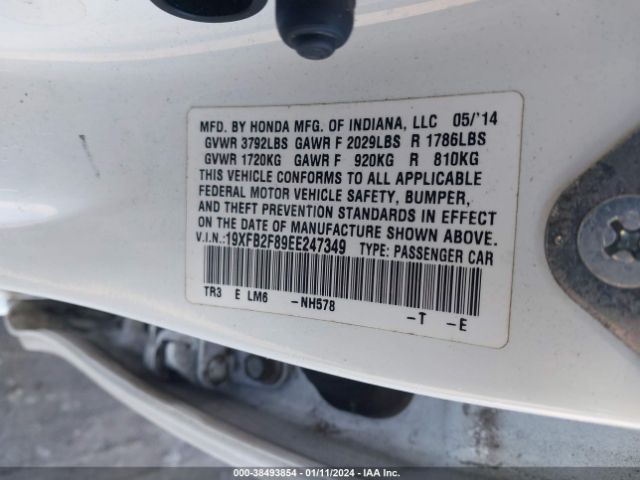 MFD. BY HONDA MFG. OF INDIANA, LLC 05/'14
GVWR 3792LBS GAWR F 2029LBS R 1786LBS
GVWR 1720KG GAWR F 920KG R 810KG
THIS VEHICLE CONFORMS TO ALL APPLICABLE
FEDERAL MOTOR VEHICLE SAFETY, BUMPER,
AND THEFT PREVENTION STANDARDS IN EFFECT
ON THE DATE OF MANUFACTURE SHOWN ABOVE.
V.I.N.:19XFB2F89EE247349 TYPE: PASSENGER CAR
TR3 E LM6 -NH578 -T -E
000-38493854 - 01/11/2024 - IAA Inc.